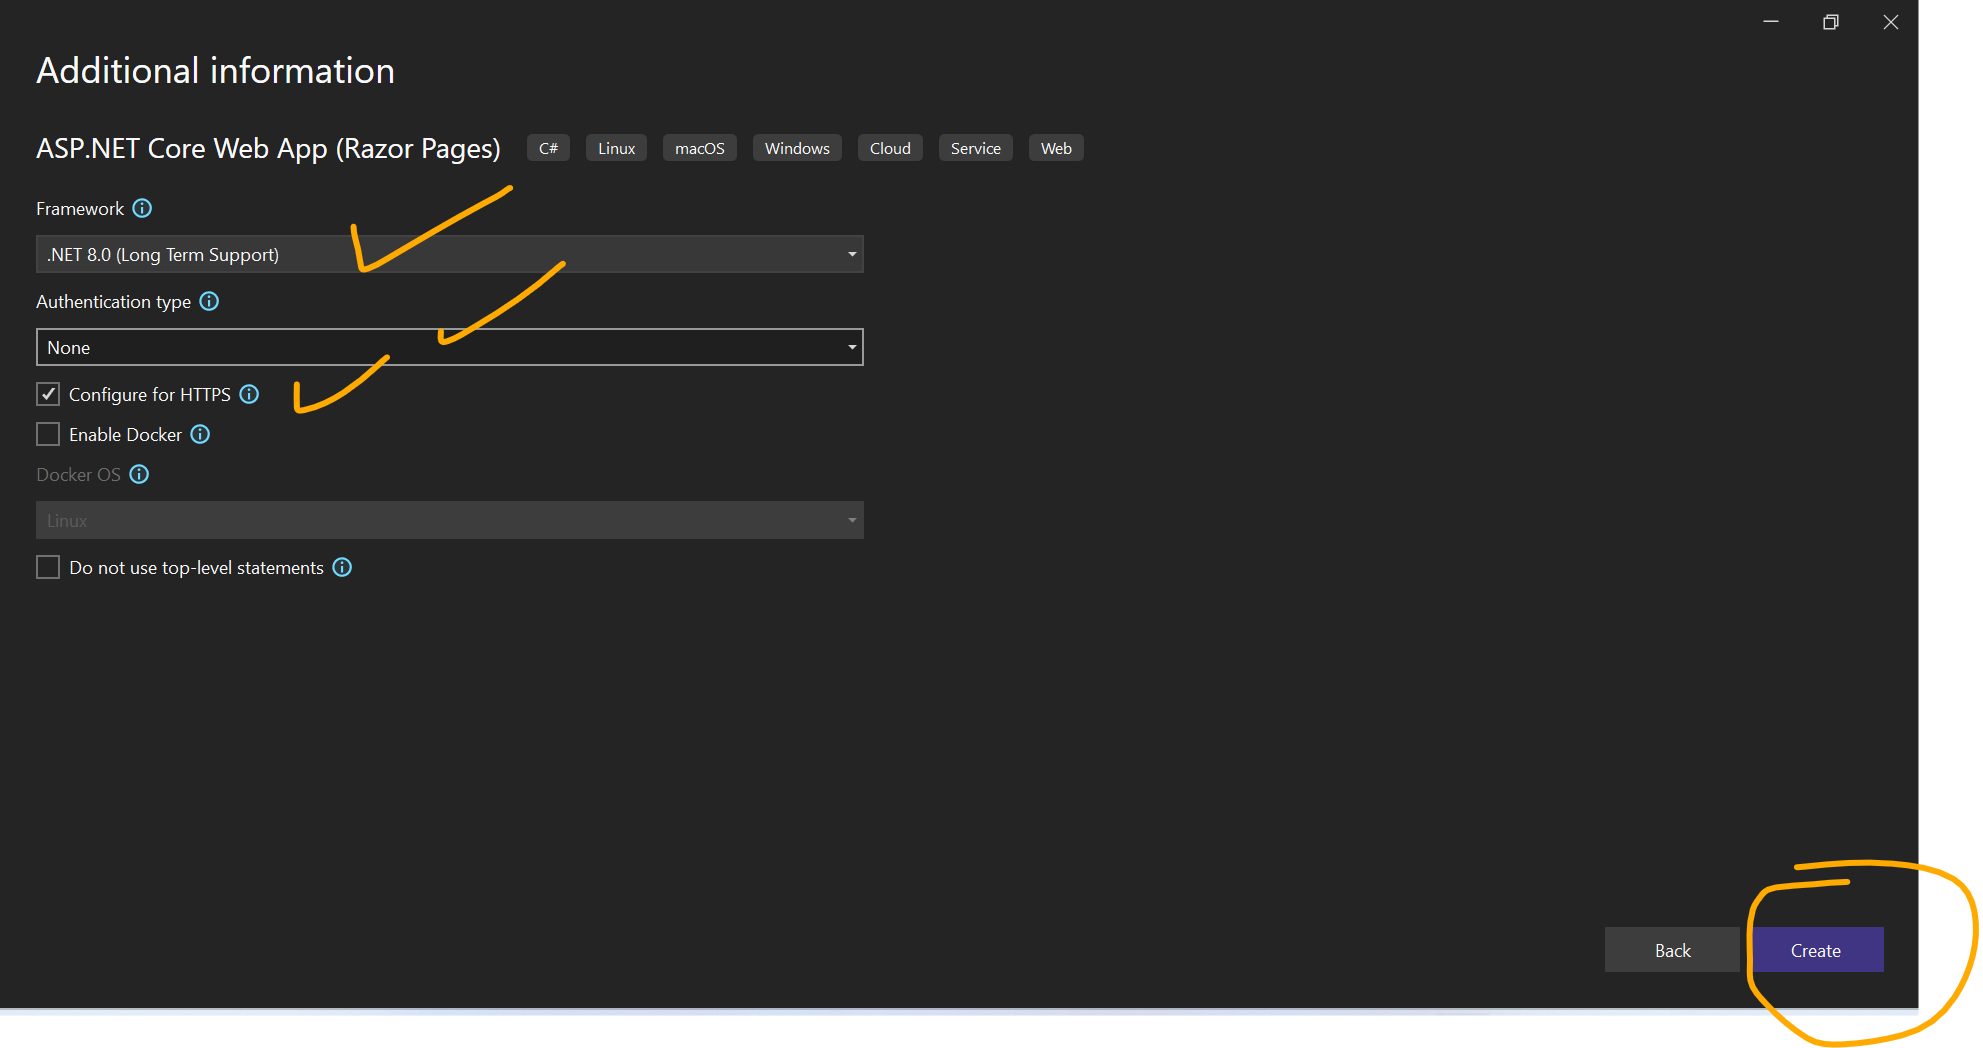 Additional information
ASP.NET Core Web App (Razor Pages) C# Linux macOS Windows Cloud Service Web
Framework
.NET 8.0 (Long Term Support)
Authentication type
None
Configure for HTTPS
Enable Docker
Docker OS
Linux
Do not use top-level statements
Back Create